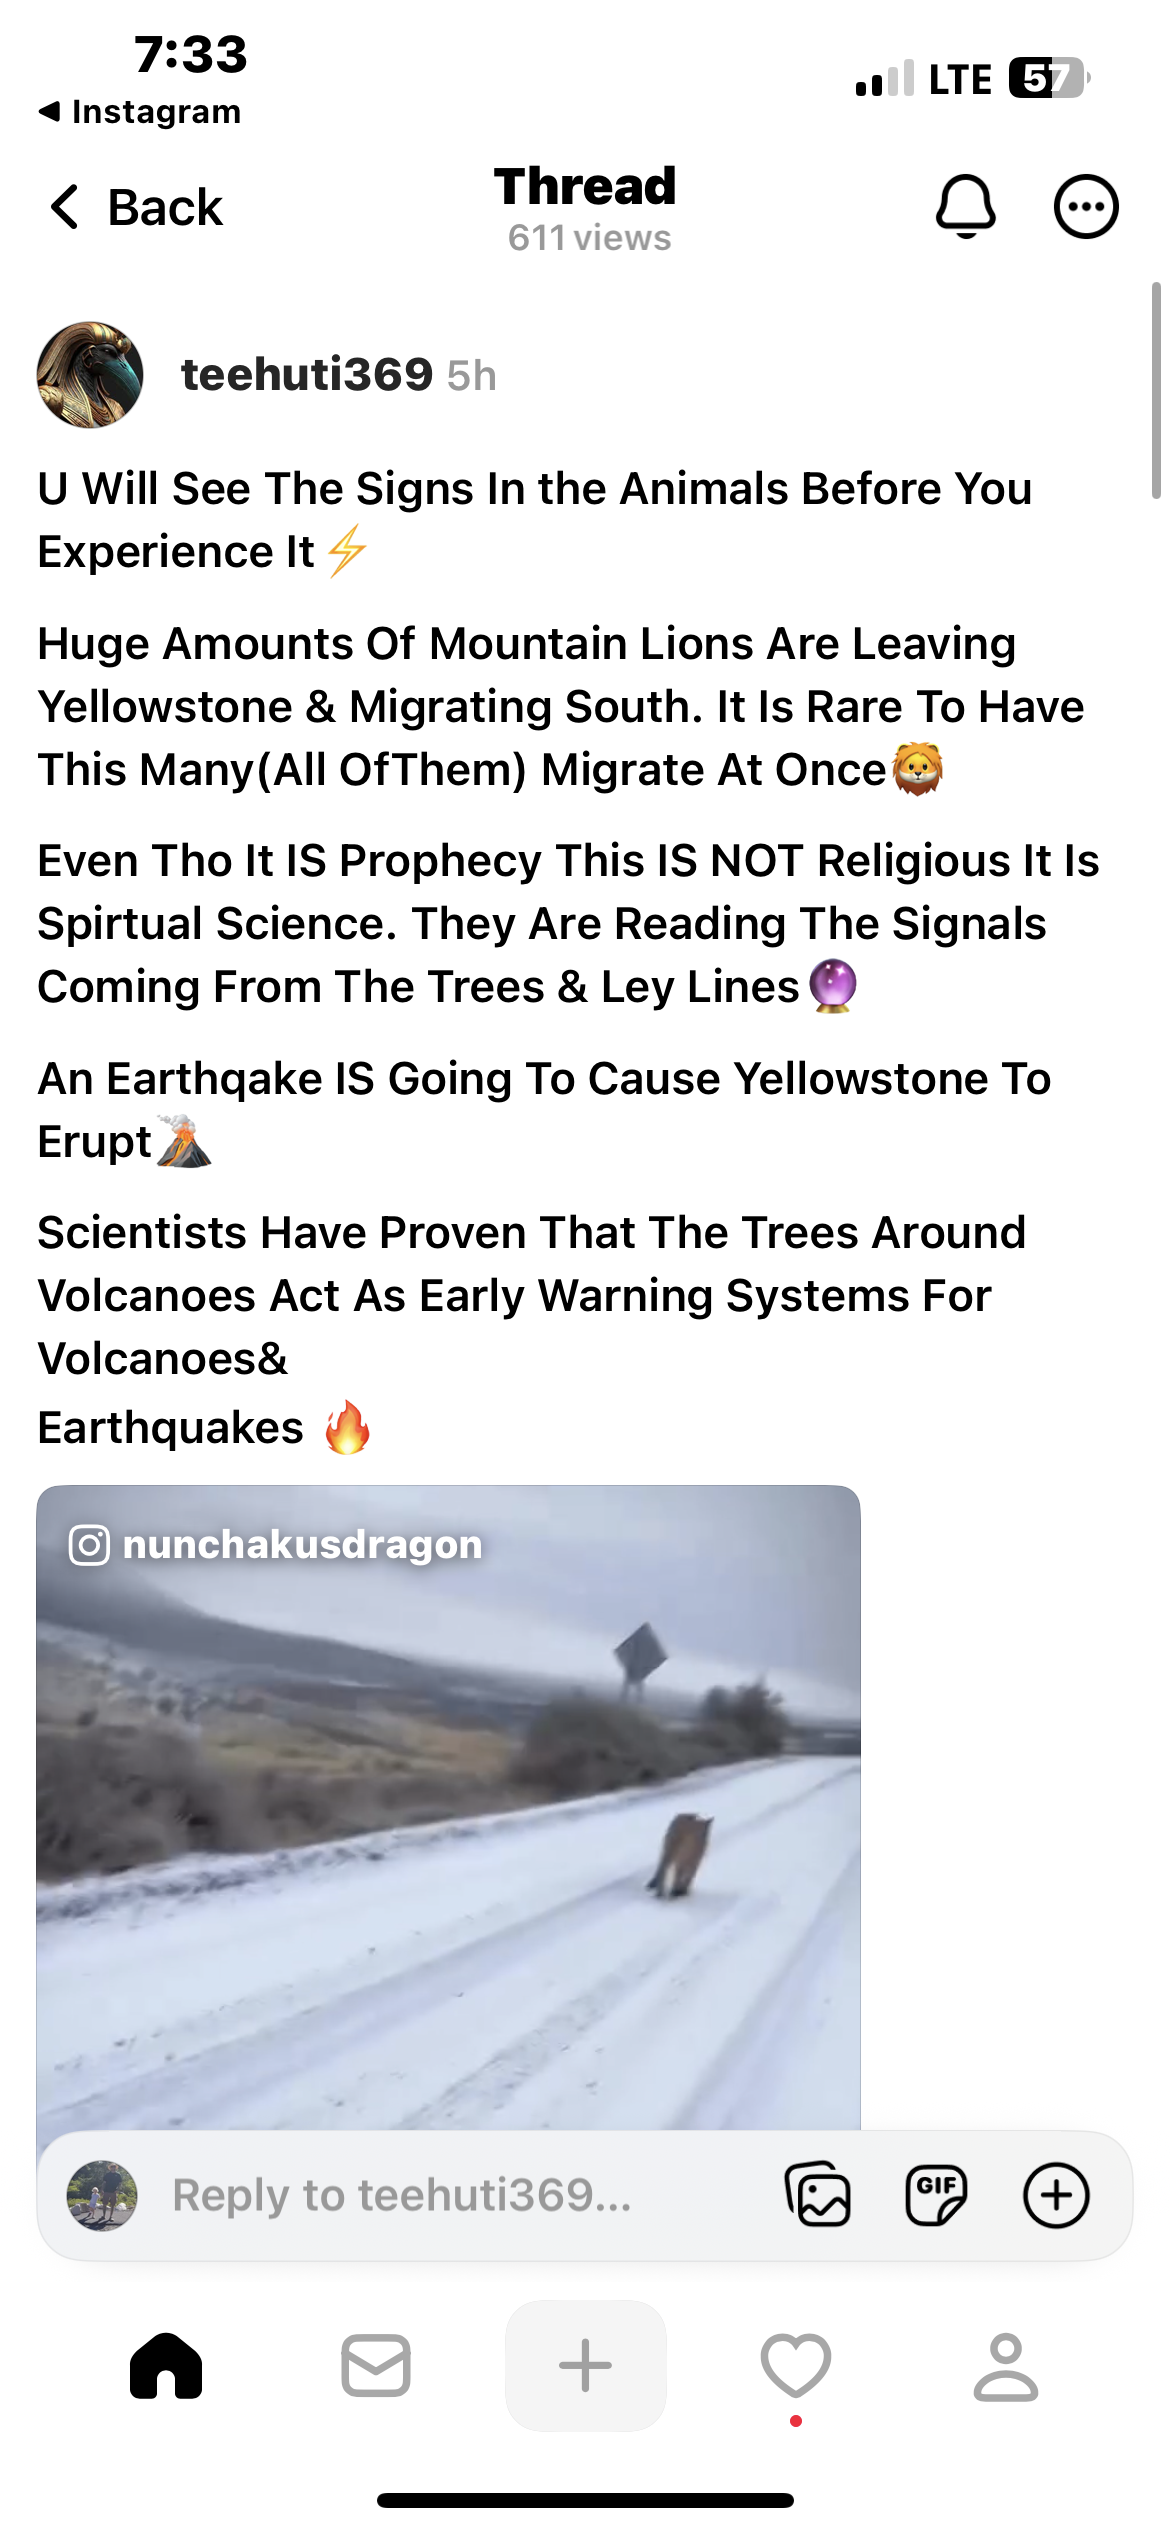 7:33
LTE 57
Instagram
Back
Thread
611 views
teehuti369 5h
U Will See The Signs In the Animals Before You
Experience It⚡
Huge Amounts Of Mountain Lions Are Leaving
Yellowstone & Migrating South. It Is Rare To Have
This Many(All OfThem) Migrate At Once🦁
Even Tho It IS Prophecy This IS NOT Religious It Is
Spirtual Science. They Are Reading The Signals
Coming From The Trees & Ley Lines🔮
An Earthqake IS Going To Cause Yellowstone To
Erupt🌋
Scientists Have Proven That The Trees Around
Volcanoes Act As Early Warning Systems For
Volcanoes&
Earthquakes 🔥
nunchakusdragon
Reply to teehuti369...
GIF